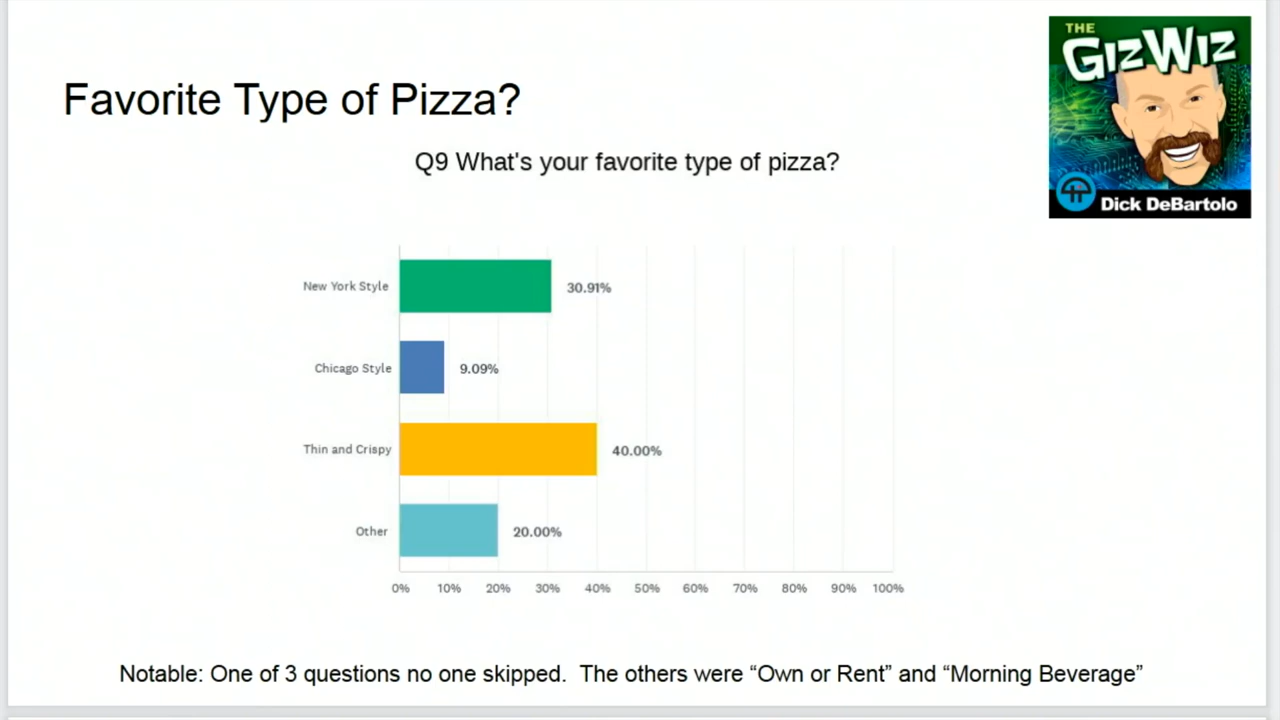 THE
GIZWIZ
Dick DeBartolo
Favorite Type of Pizza?
Q9 What's your favorite type of pizza?
New York Style 30.91%
Chicago Style 9.09%
Thin and Crispy 40.00%
Other 20.00%
0% 10% 20% 30% 40% 50% 60% 70% 80% 90% 100%
Notable: One of 3 questions no one skipped. The others were “Own or Rent” and “Morning Beverage”